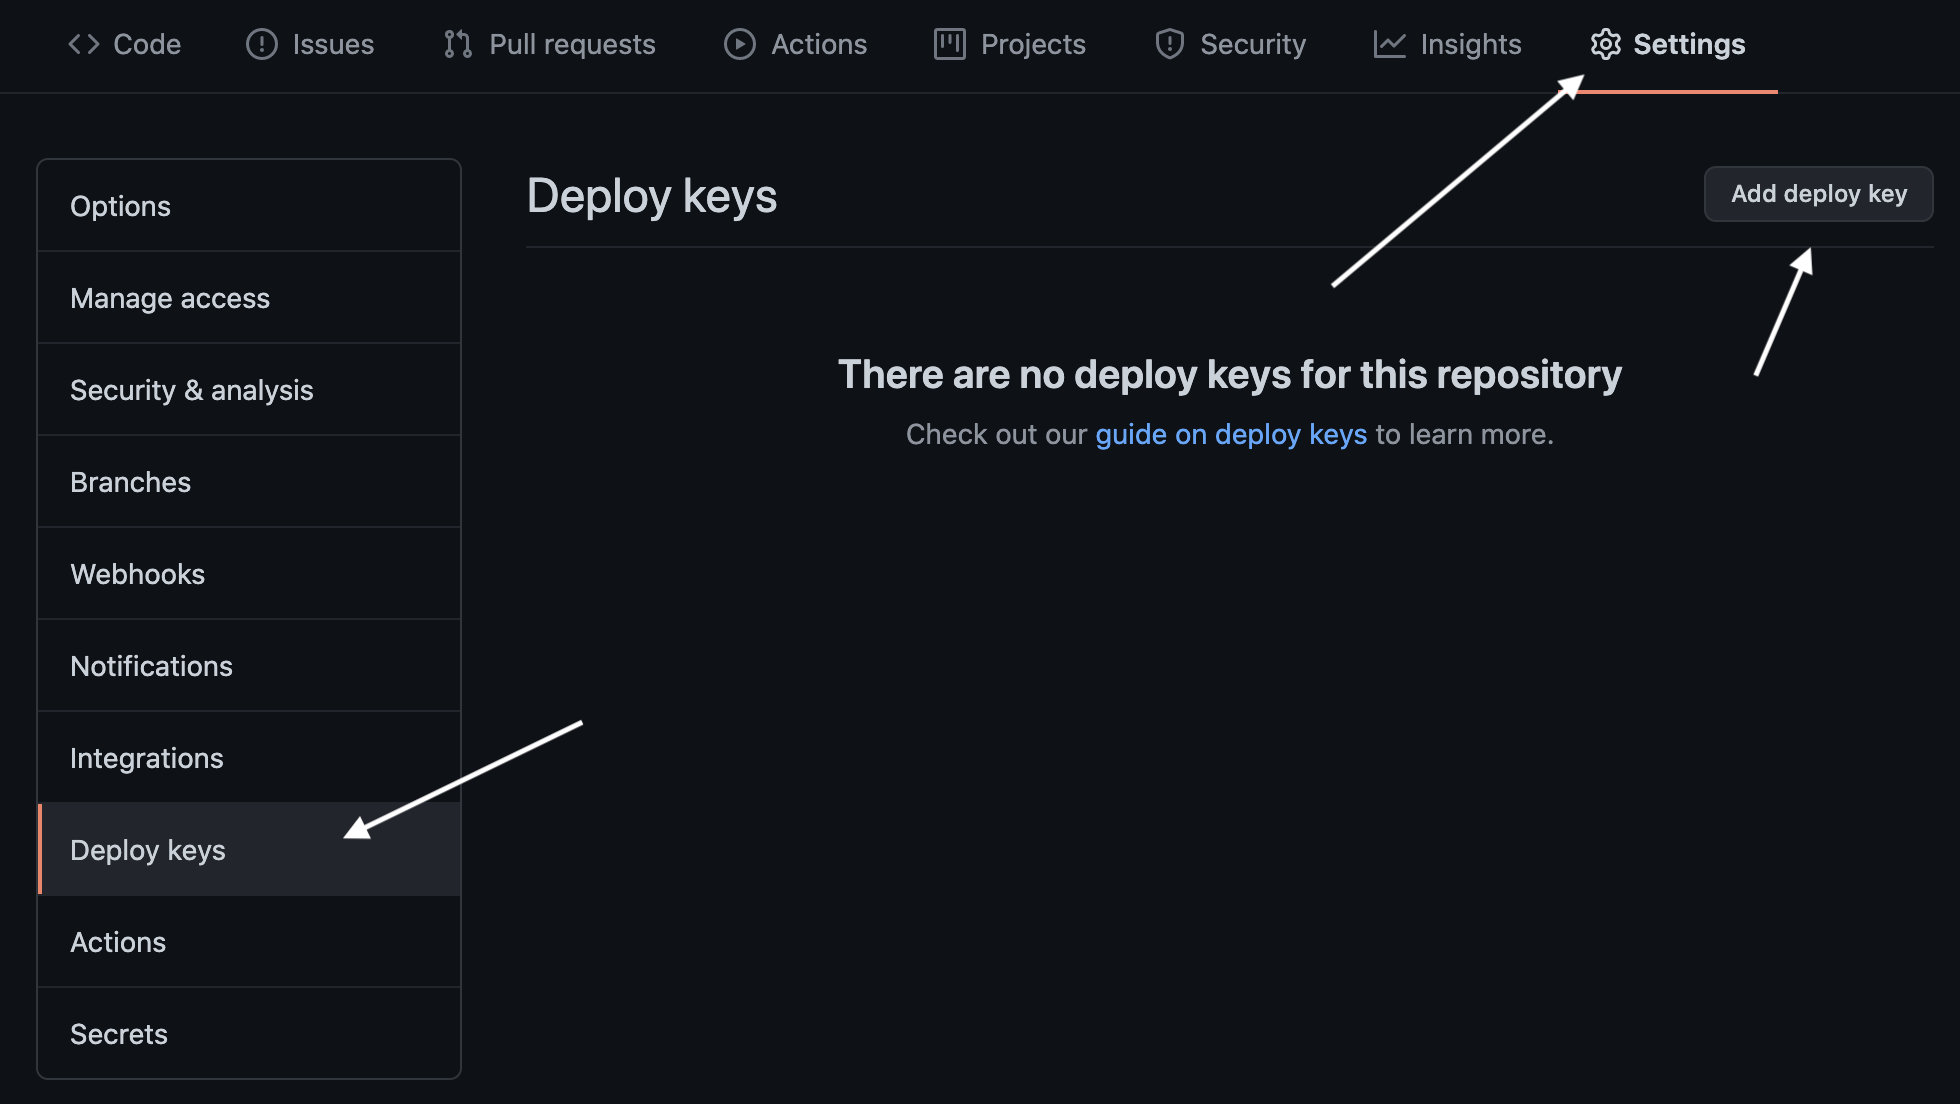 Code Issues Pull requests Actions Projects Security Insights Settings
Options
Manage access
Security & analysis
Branches
Webhooks
Notifications
Integrations
Deploy keys
Actions
Secrets
Deploy keys
Add deploy key
There are no deploy keys for this repository
Check out our guide on deploy keys to learn more.